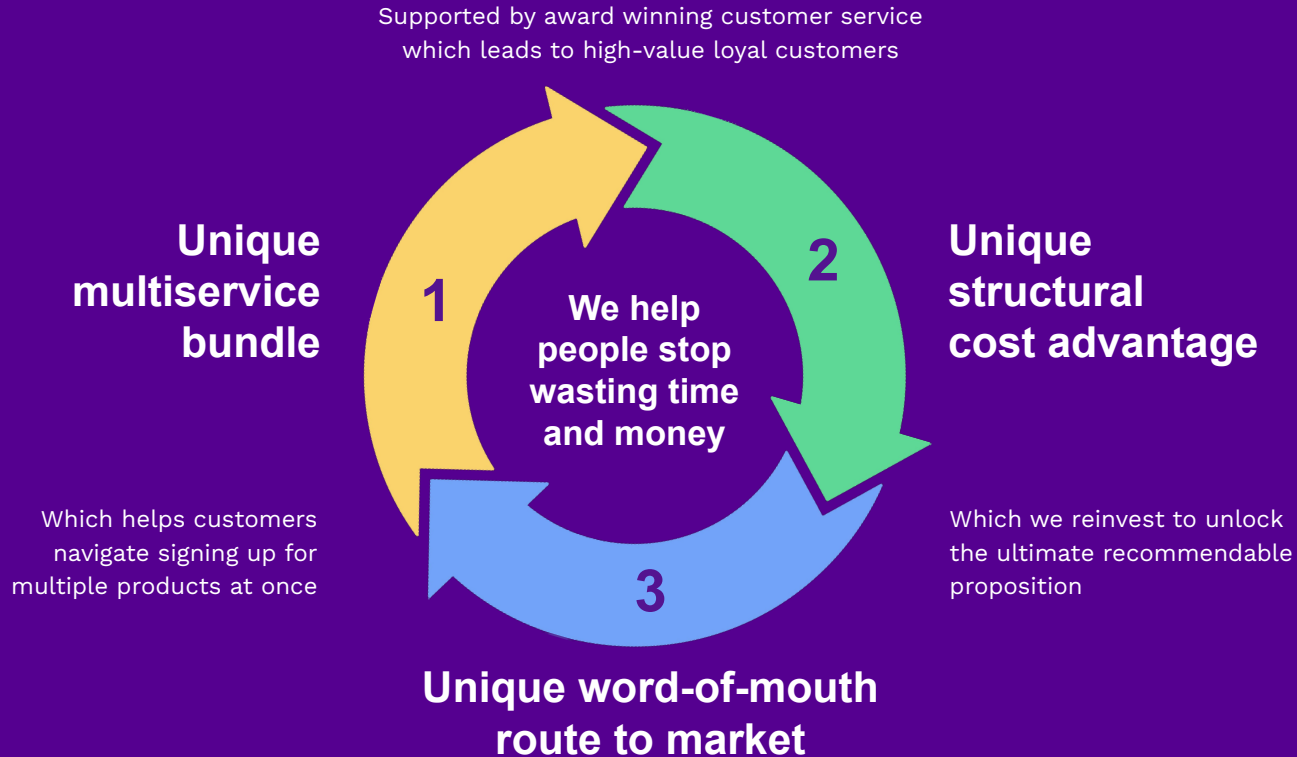 Supported by award winning customer service
which leads to high-value loyal customers
Unique
multiservice
bundle
1
2
Unique
structural
cost advantage
We help
people stop
wasting time
and money
Which helps customers
navigate signing up for
multiple products at once
Which we reinvest to unlock
the ultimate recommendable
proposition
3
Unique word-of-mouth
route to market